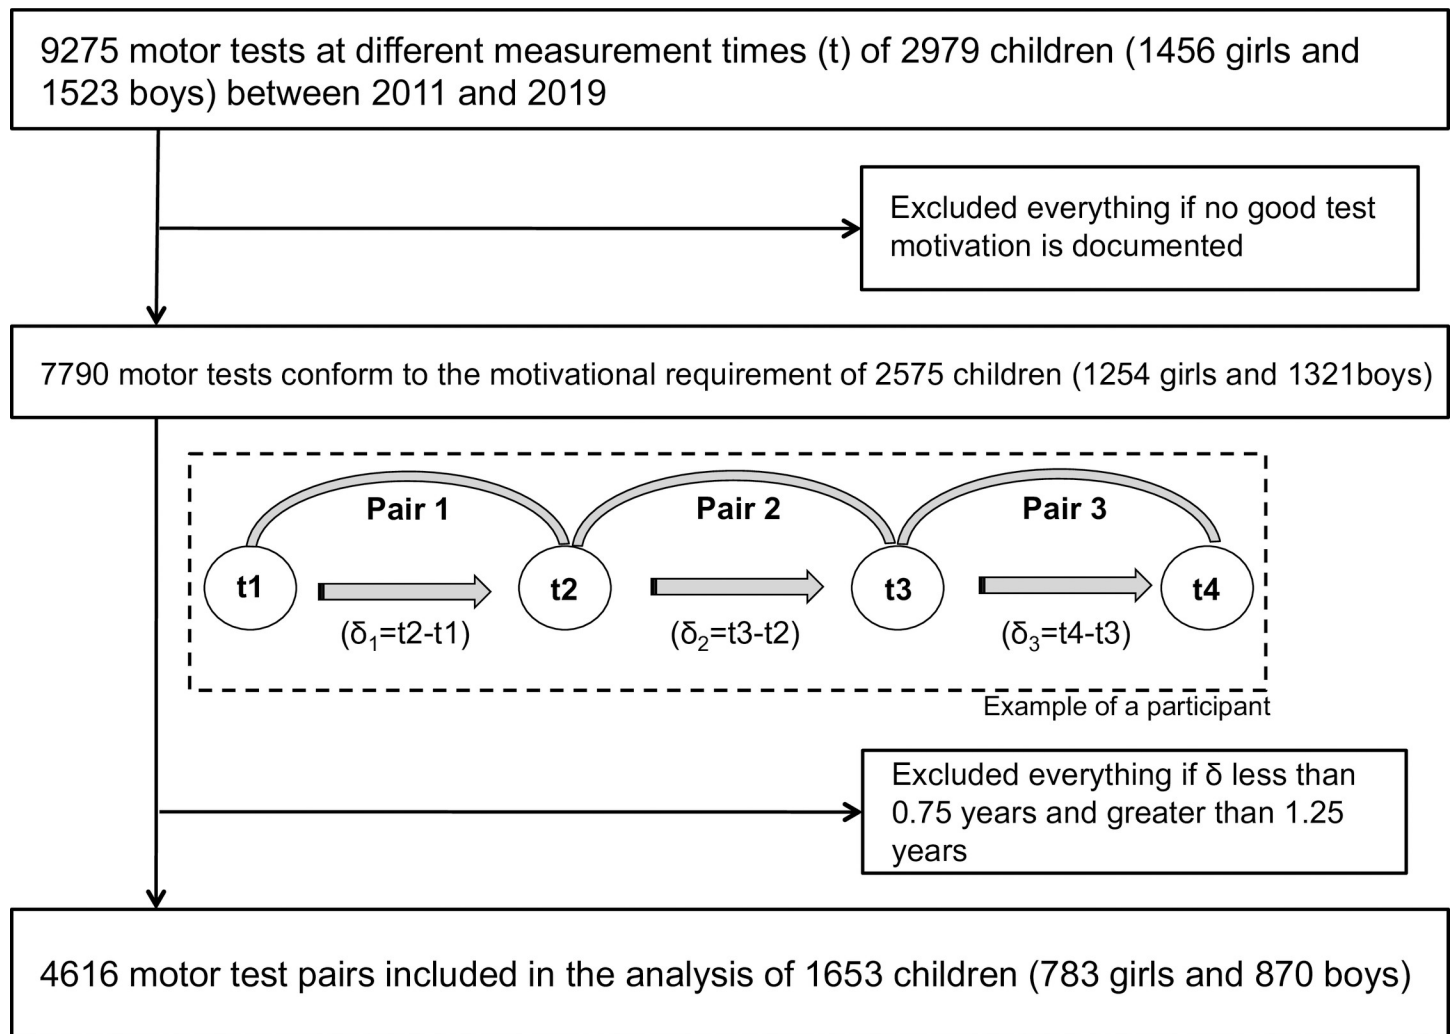 9275 motor tests at different measurement times (t) of 2979 children (1456 girls and
1523 boys) between 2011 and 2019
Excluded everything if no good test
motivation is documented
7790 motor tests conform to the motivational requirement of 2575 children (1254 girls and 1321boys)
Pair 1
Pair 2
Pair 3
t1
t2
t3
t4
(δ₁=t2-t1)
(δ₂=t3-t2)
(δ₃=t4-t3)
Example of a participant
Excluded everything if δ less than
0.75 years and greater than 1.25
years
4616 motor test pairs included in the analysis of 1653 children (783 girls and 870 boys)